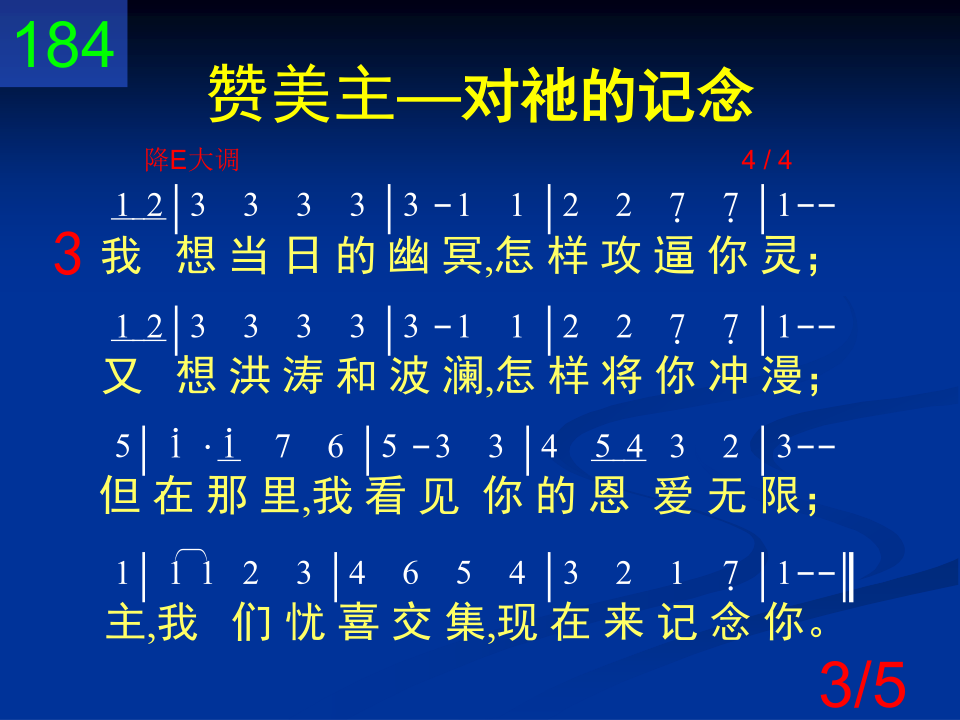 184
赞美主—对祂的记念
降E大调 4 / 4
1 2|3 3 3 3|3 -1 1|2 2 7̣ 7̣|1--
3 我 想当日的幽冥,怎样攻逼你灵；
1 2|3 3 3 3|3 -1 1|2 2 7̣ 7̣|1--
又 想洪涛和波澜,怎样将你冲漫；
5|i · i 7 6|5 -3 3|4 5 4 3 2|3--
但在那里,我看见 你的恩 爱无限；
1|1 1 2 3|4 6 5 4|3 2 1 7̣|1--‖
主,我 们忧喜交集,现在来记念你。
3/5